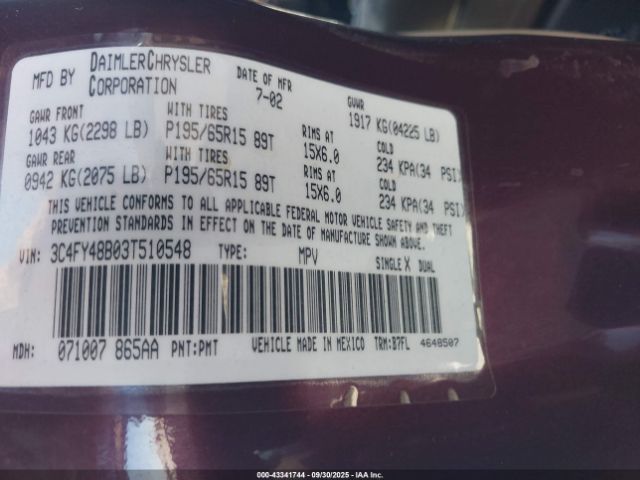 MFD BY DAIMLERCHRYSLER CORPORATION DATE OF MFR 7-02 GVWR 1917 KG(04225 LB)
GAWR FRONT WITH TIRES RIMS AT COLD
1043 KG(2298 LB) P195/65R15 89T 15X6.0 234 KPA(34 PSI)
GAWR REAR WITH TIRES RIMS AT COLD
0942 KG(2075 LB) P195/65R15 89T 15X6.0 234 KPA(34 PSI)
THIS VEHICLE CONFORMS TO ALL APPLICABLE FEDERAL MOTOR VEHICLE SAFETY AND THEFT
PREVENTION STANDARDS IN EFFECT ON THE DATE OF MANUFACTURE SHOWN ABOVE.
VIN: 3C4FY48B03T510548 TYPE: MPV SINGLE X DUAL
MDH: 071007 865AA PNT:PMT VEHICLE MADE IN MEXICO TRM:B7FL 4648507
000-43341744 - 09/30/2025 - IAA Inc.